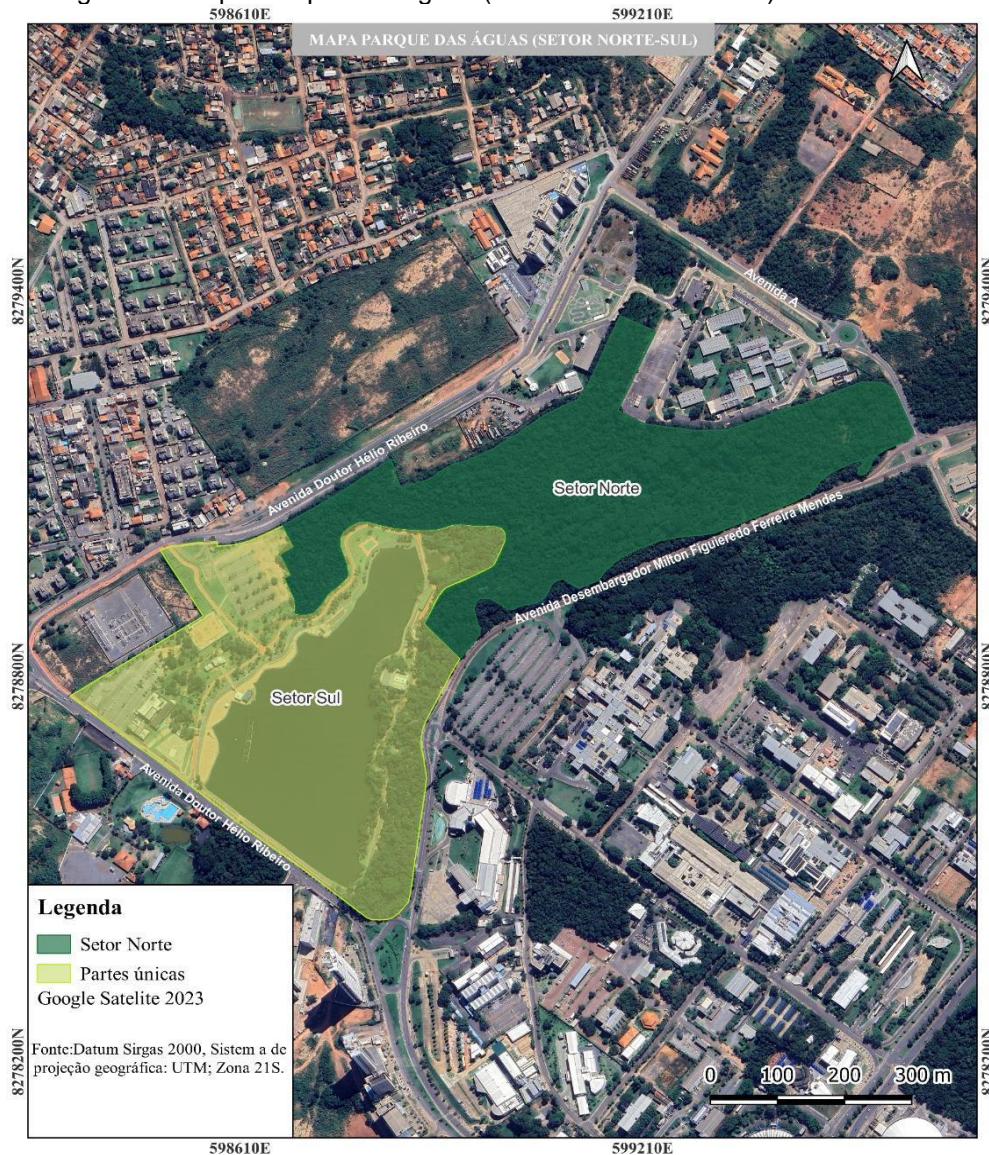 598610E
599210E
MAPA PARQUE DAS ÁGUAS (SETOR NORTE-SUL)
8279400N
8279400N
Avenida A
Avenida Doutor Hélio Ribeiro
Setor Norte
Avenida Desembargador Milton Figuieredo Ferreira Mendes
8278800N
8278800N
Setor Sul
Avenida Doutor Hélio Ribeiro
Legenda
Setor Norte
Partes únicas
Google Satelite 2023
Fonte:Datum Sirgas 2000, Sistem a de
projeção geográfica: UTM; Zona 21S.
8278200N
8278200N
0 100 200 300 m
598610E
599210E